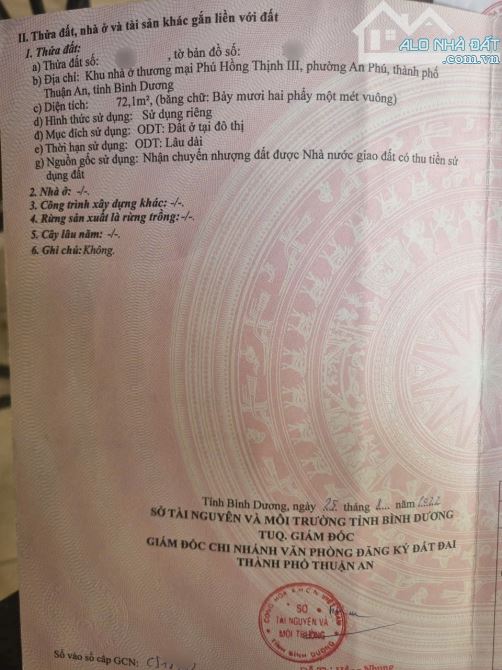 ALO NHÀ ĐẤT
II. Thửa đất, nhà ở và tài sản khác gắn liền với đất
1. Thửa đất:
a) Thửa đất số: , tờ bản đồ số:
b) Địa chỉ: Khu nhà ở thương mại Phú Hồng Thịnh III, phường An Phú, thành phố
Thuận An, tỉnh Bình Dương
c) Diện tích: 72,1m², (bằng chữ: Bảy mươi hai phẩy một mét vuông)
d) Hình thức sử dụng: Sử dụng riêng
đ) Mục đích sử dụng: ODT: Đất ở tại đô thị
e) Thời hạn sử dụng: ODT: Lâu dài
g) Nguồn gốc sử dụng: Nhận chuyển nhượng đất được Nhà nước giao đất có thu tiền sử
dụng đất
2. Nhà ở: -/-.
3. Công trình xây dựng khác: -/-.
4. Rừng sản xuất là rừng trồng: -/-.
5. Cây lâu năm: -/-.
6. Ghi chú: Không.
Tỉnh Bình Dương, ngày 25 tháng 2 năm 2022
SỞ TÀI NGUYÊN VÀ MÔI TRƯỜNG TỈNH BÌNH DƯƠNG
TUQ. GIÁM ĐỐC
GIÁM ĐỐC CHI NHÁNH VĂN PHÒNG ĐĂNG KÝ ĐẤT ĐAI
THÀNH PHỐ THUẬN AN
SỞ
TÀI NGUYÊN VÀ
MÔI TRƯỜNG
TỈNH BÌNH DƯƠNG
Số vào sổ cấp GCN: